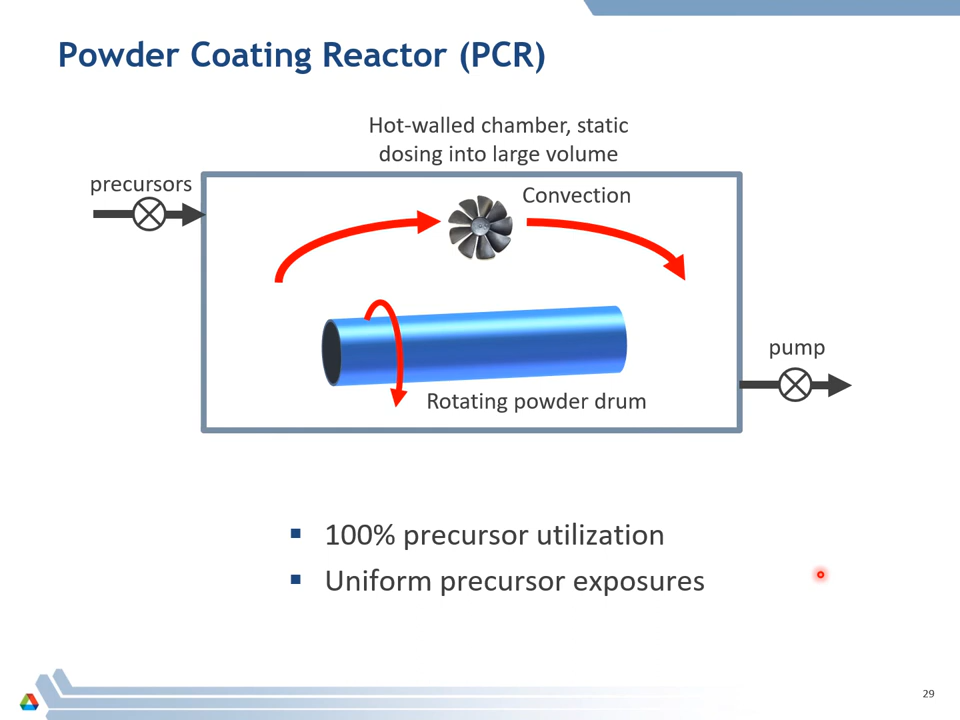 Powder Coating Reactor (PCR)
Hot-walled chamber, static
dosing into large volume
precursors
Convection
pump
Rotating powder drum
▪ 100% precursor utilization
▪ Uniform precursor exposures
29